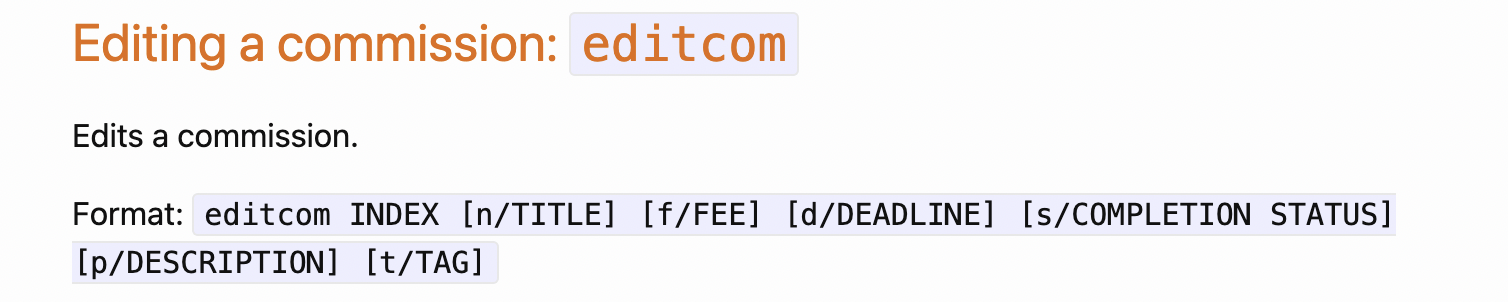 Editing a commission: editcom
Edits a commission.
Format: editcom INDEX [n/TITLE] [f/FEE] [d/DEADLINE] [s/COMPLETION STATUS]
[p/DESCRIPTION] [t/TAG]